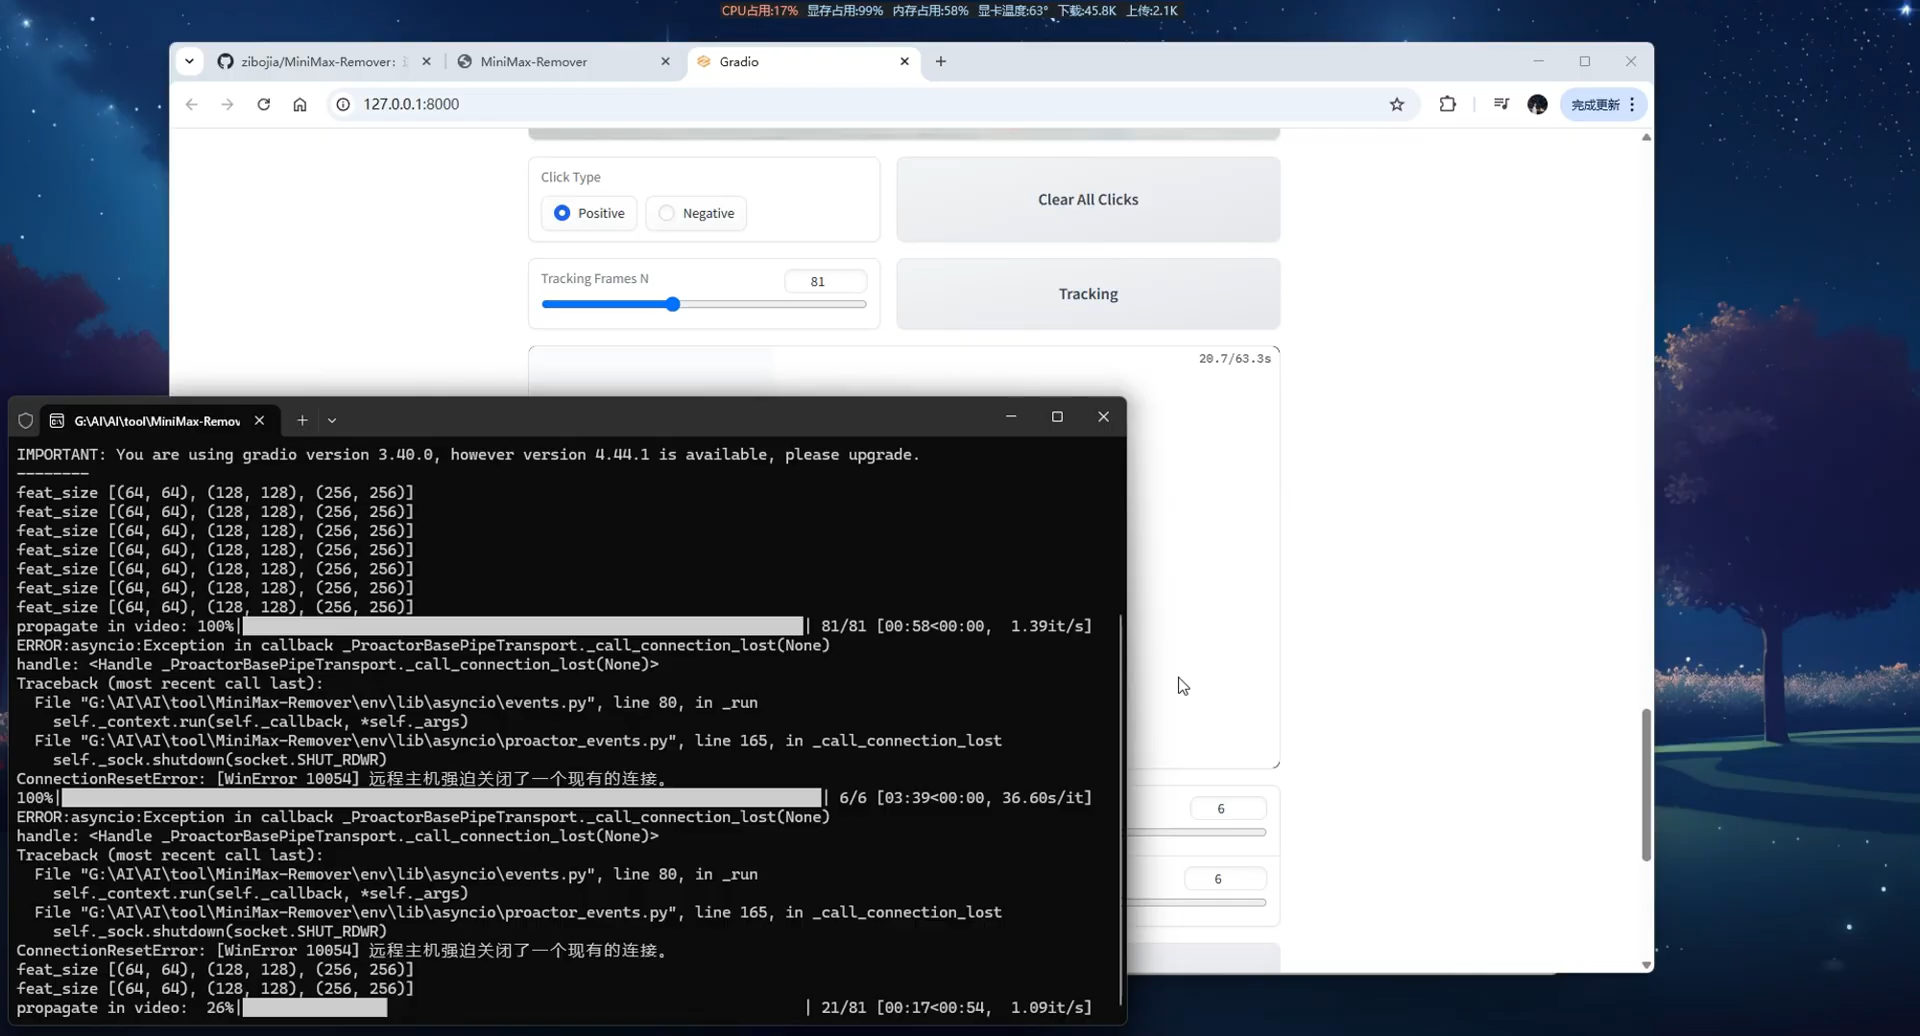 CPU占用:17% 显存占用:99% 内存占用:58% 显卡温度:63° 下载:45.8K 上传:2.1K
zibojia/MiniMax-Remover:
MiniMax-Remover
Gradio
127.0.0.1:8000
完成更新
Click Type
Positive
Negative
Clear All Clicks
Tracking Frames N
81
Tracking
20.7/63.3s
G:\AI\AI\tool\MiniMax-Remov
IMPORTANT: You are using gradio version 3.40.0, however version 4.44.1 is available, please upgrade.
--------
feat_size [(64, 64), (128, 128), (256, 256)]
feat_size [(64, 64), (128, 128), (256, 256)]
feat_size [(64, 64), (128, 128), (256, 256)]
feat_size [(64, 64), (128, 128), (256, 256)]
feat_size [(64, 64), (128, 128), (256, 256)]
feat_size [(64, 64), (128, 128), (256, 256)]
feat_size [(64, 64), (128, 128), (256, 256)]
propagate in video: 100%| | 81/81 [00:58<00:00, 1.39it/s]
ERROR:asyncio:Exception in callback _ProactorBasePipeTransport._call_connection_lost(None)
handle: <Handle _ProactorBasePipeTransport._call_connection_lost(None)>
Traceback (most recent call last):
File "G:\AI\AI\tool\MiniMax-Remover\env\lib\asyncio\events.py", line 80, in _run
self._context.run(self._callback, *self._args)
File "G:\AI\AI\tool\MiniMax-Remover\env\lib\asyncio\proactor_events.py", line 165, in _call_connection_lost
self._sock.shutdown(socket.SHUT_RDWR)
ConnectionResetError: [WinError 10054] 远程主机强迫关闭了一个现有的连接。
100%| | 6/6 [03:39<00:00, 36.60s/it]
ERROR:asyncio:Exception in callback _ProactorBasePipeTransport._call_connection_lost(None)
handle: <Handle _ProactorBasePipeTransport._call_connection_lost(None)>
Traceback (most recent call last):
File "G:\AI\AI\tool\MiniMax-Remover\env\lib\asyncio\events.py", line 80, in _run
self._context.run(self._callback, *self._args)
File "G:\AI\AI\tool\MiniMax-Remover\env\lib\asyncio\proactor_events.py", line 165, in _call_connection_lost
self._sock.shutdown(socket.SHUT_RDWR)
ConnectionResetError: [WinError 10054] 远程主机强迫关闭了一个现有的连接。
feat_size [(64, 64), (128, 128), (256, 256)]
feat_size [(64, 64), (128, 128), (256, 256)]
propagate in video: 26%| | 21/81 [00:17<00:54, 1.09it/s]
6
6